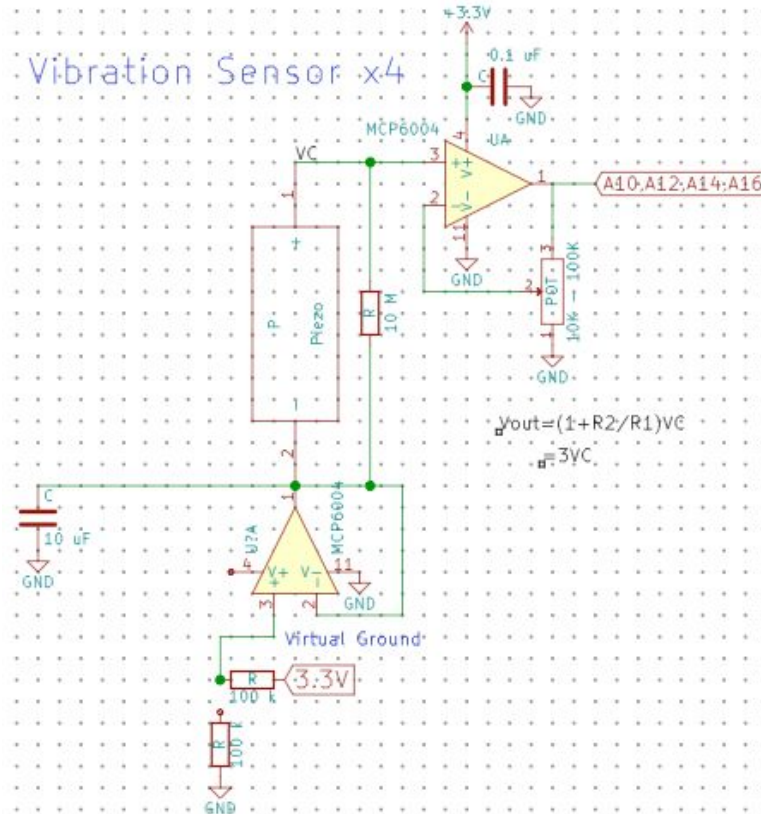 +3.3V
Vibration Sensor x4
0.1 uF
C
GND
MCP6004
UA
4
VC
3
+
V+
1
A10,A12,A14,A16
2
V-
11
GND
1
+
P
Piezo
R
10 M
3
2
POT
10K - 100K
1
GND
Vout=(1+R2/R1)VC
=3VC
2
C
10 uF
GND
1
U?A
MCP6004
4
V+
+
V-
11
GND
3
2
Virtual Ground
R
3.3V
100 k
R
100 k
GND